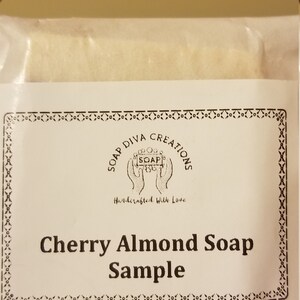 SOAP DIVA CREATIONS
SOAP
Handcrafted With Love
Cherry Almond Soap
Sample